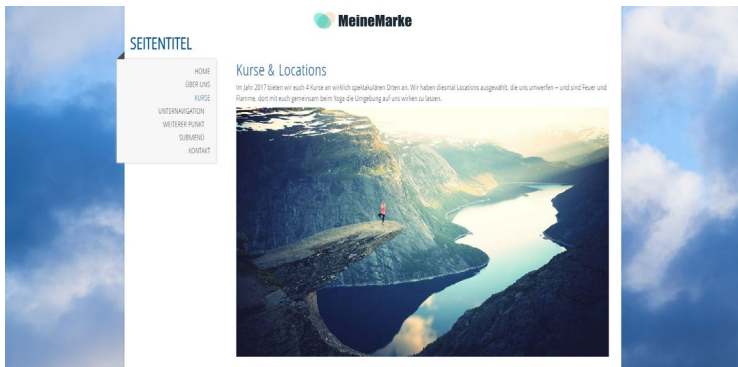 MeineMarke
SEITENTITEL
HOME
ÜBER UNS
KURSE
UNTERNAVIGATION
WEITERER PUNKT
SUBMENÜ
KONTAKT
Kurse & Locations
Im Jahr 2017 bieten wir euch 4 Kurse an wirklich spektakulären Orten an. Wir haben diesmal Locations ausgewählt, die uns umwerfen – und sind Feuer und
Flamme, dort mit euch gemeinsam beim Yoga die Umgebung auf uns wirken zu lassen.